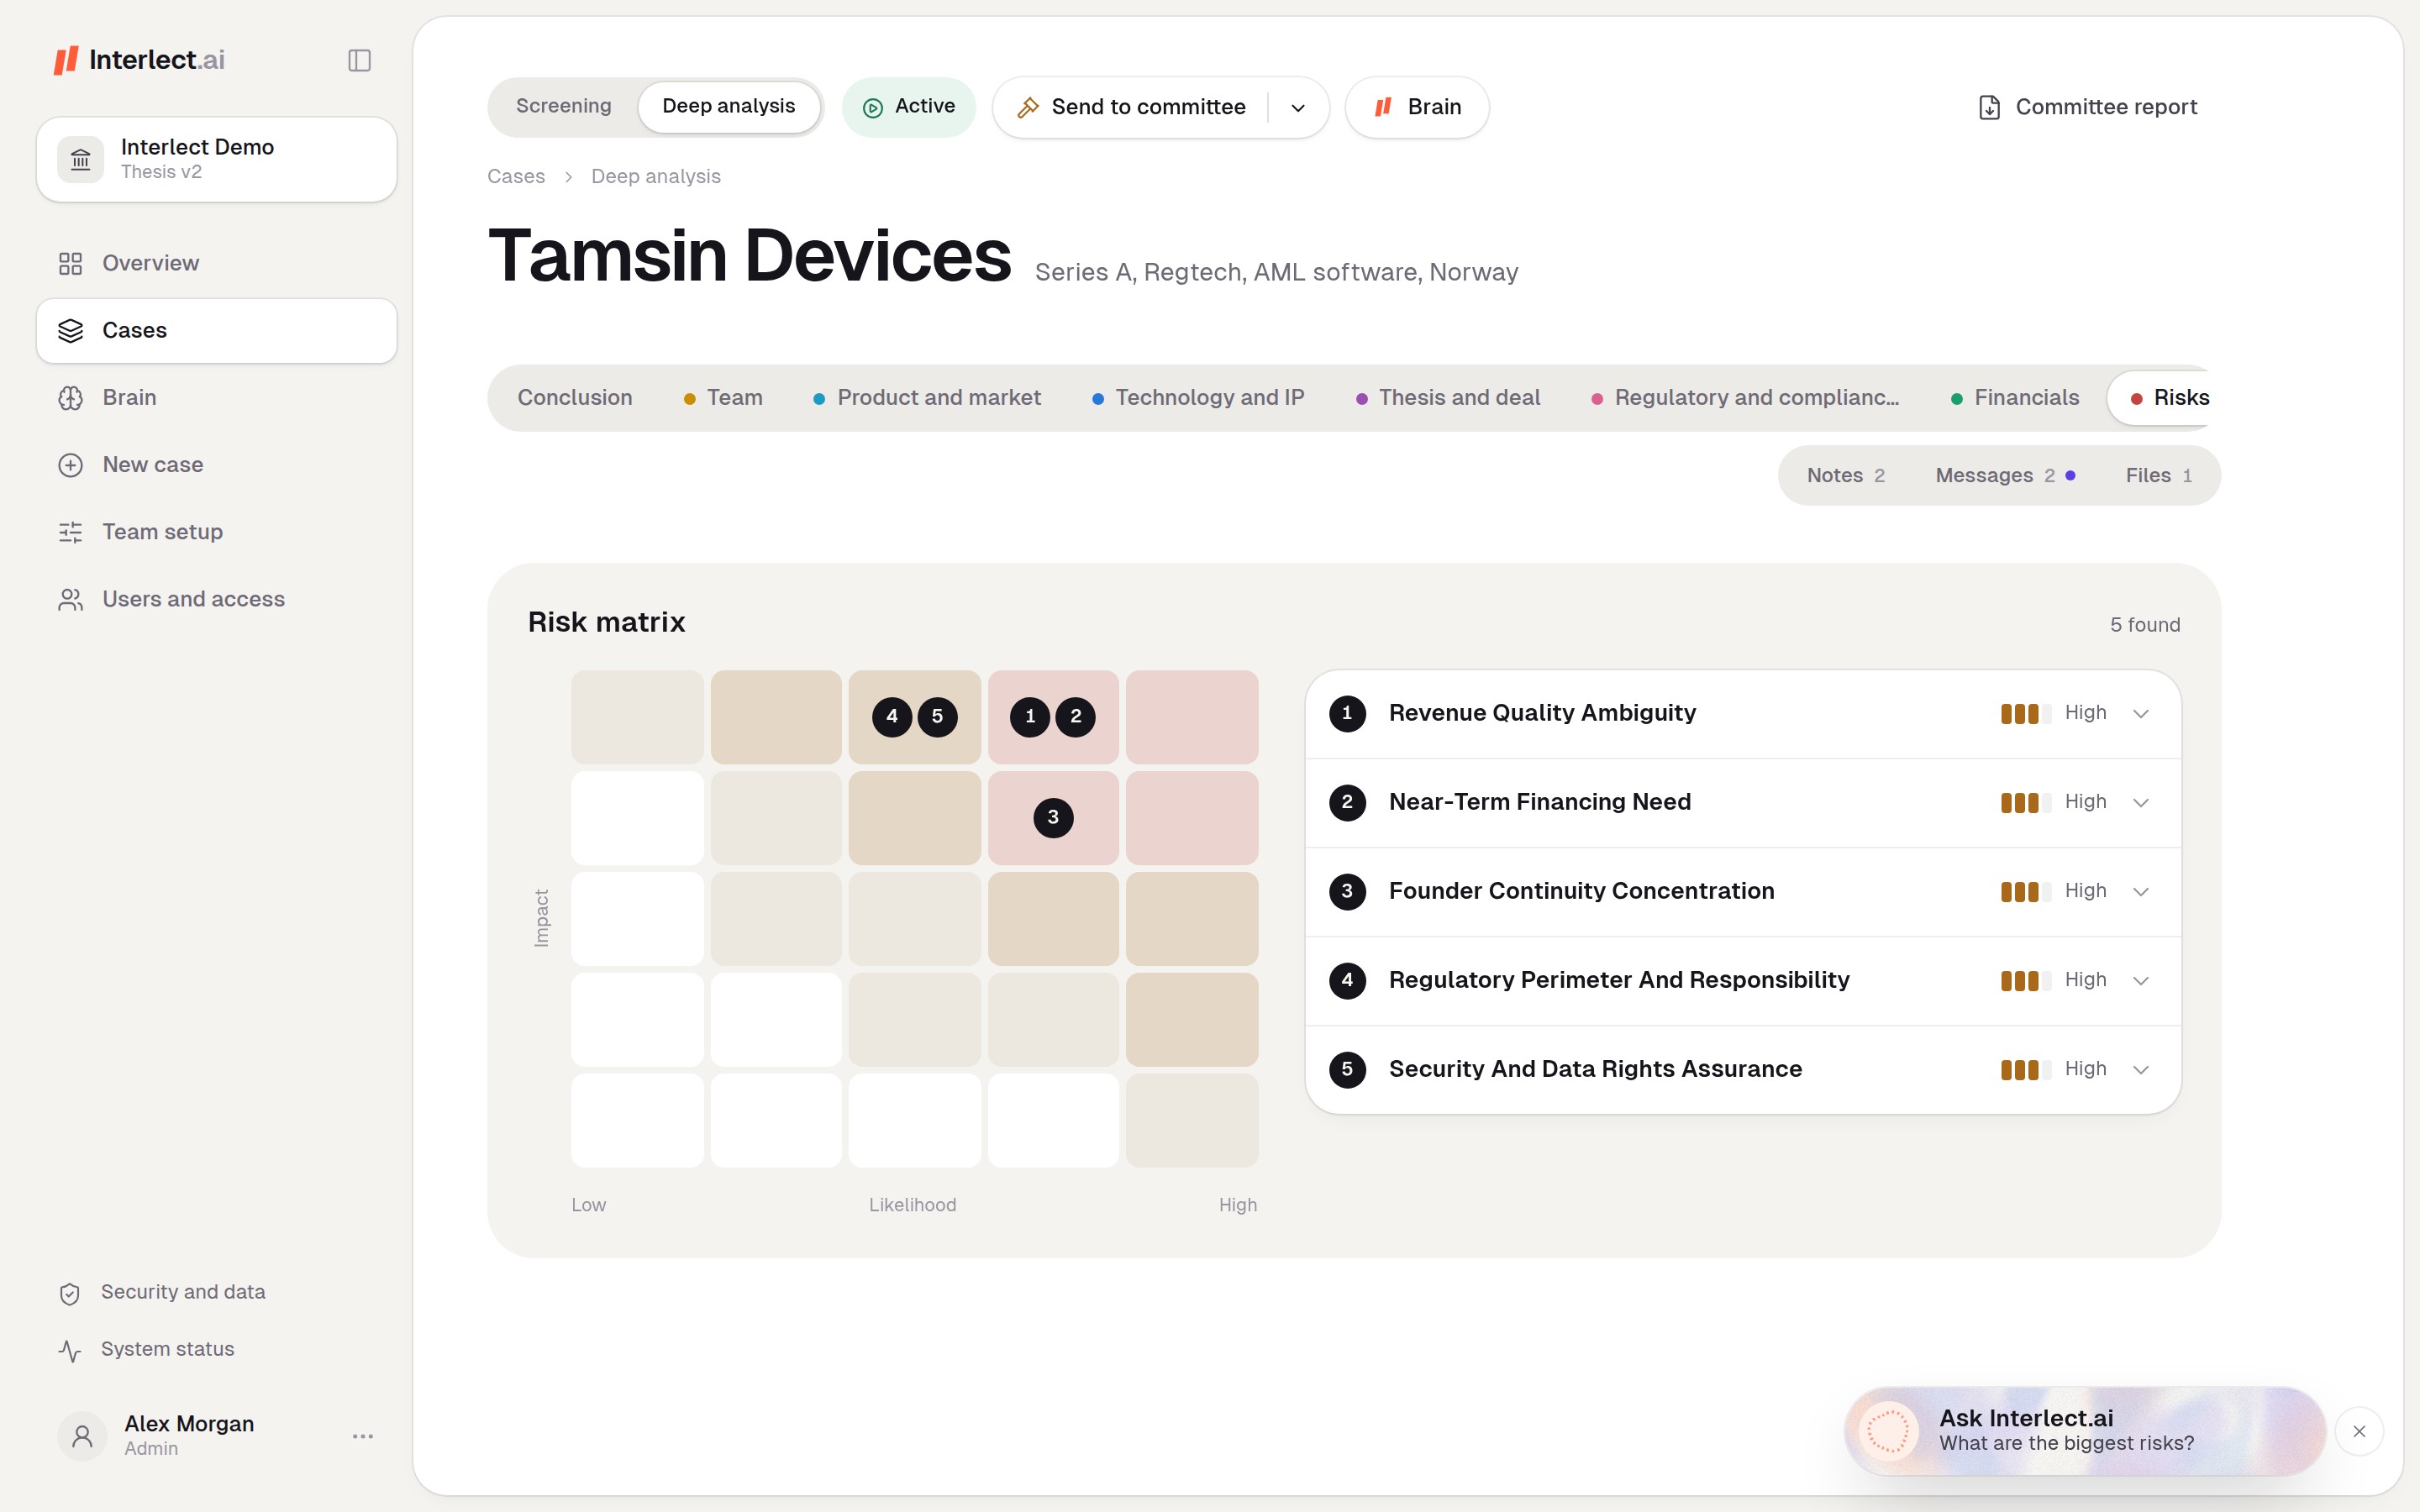 Interlect.ai
Interlect Demo
Thesis v2
Overview
Cases
Brain
New case
Team setup
Users and access
Security and data
System status
Alex Morgan
Admin
Screening
Deep analysis
Active
Send to committee
Brain
Committee report
Cases
Deep analysis
Tamsin Devices
Series A, Regtech, AML software, Norway
Conclusion
Team
Product and market
Technology and IP
Thesis and deal
Regulatory and complianc...
Financials
Risks
Notes 2
Messages 2
Files 1
Risk matrix
5 found
4 5
1 2
3
Impact
Low
Likelihood
High
1 Revenue Quality Ambiguity High
2 Near-Term Financing Need High
3 Founder Continuity Concentration High
4 Regulatory Perimeter And Responsibility High
5 Security And Data Rights Assurance High
Ask Interlect.ai
What are the biggest risks?